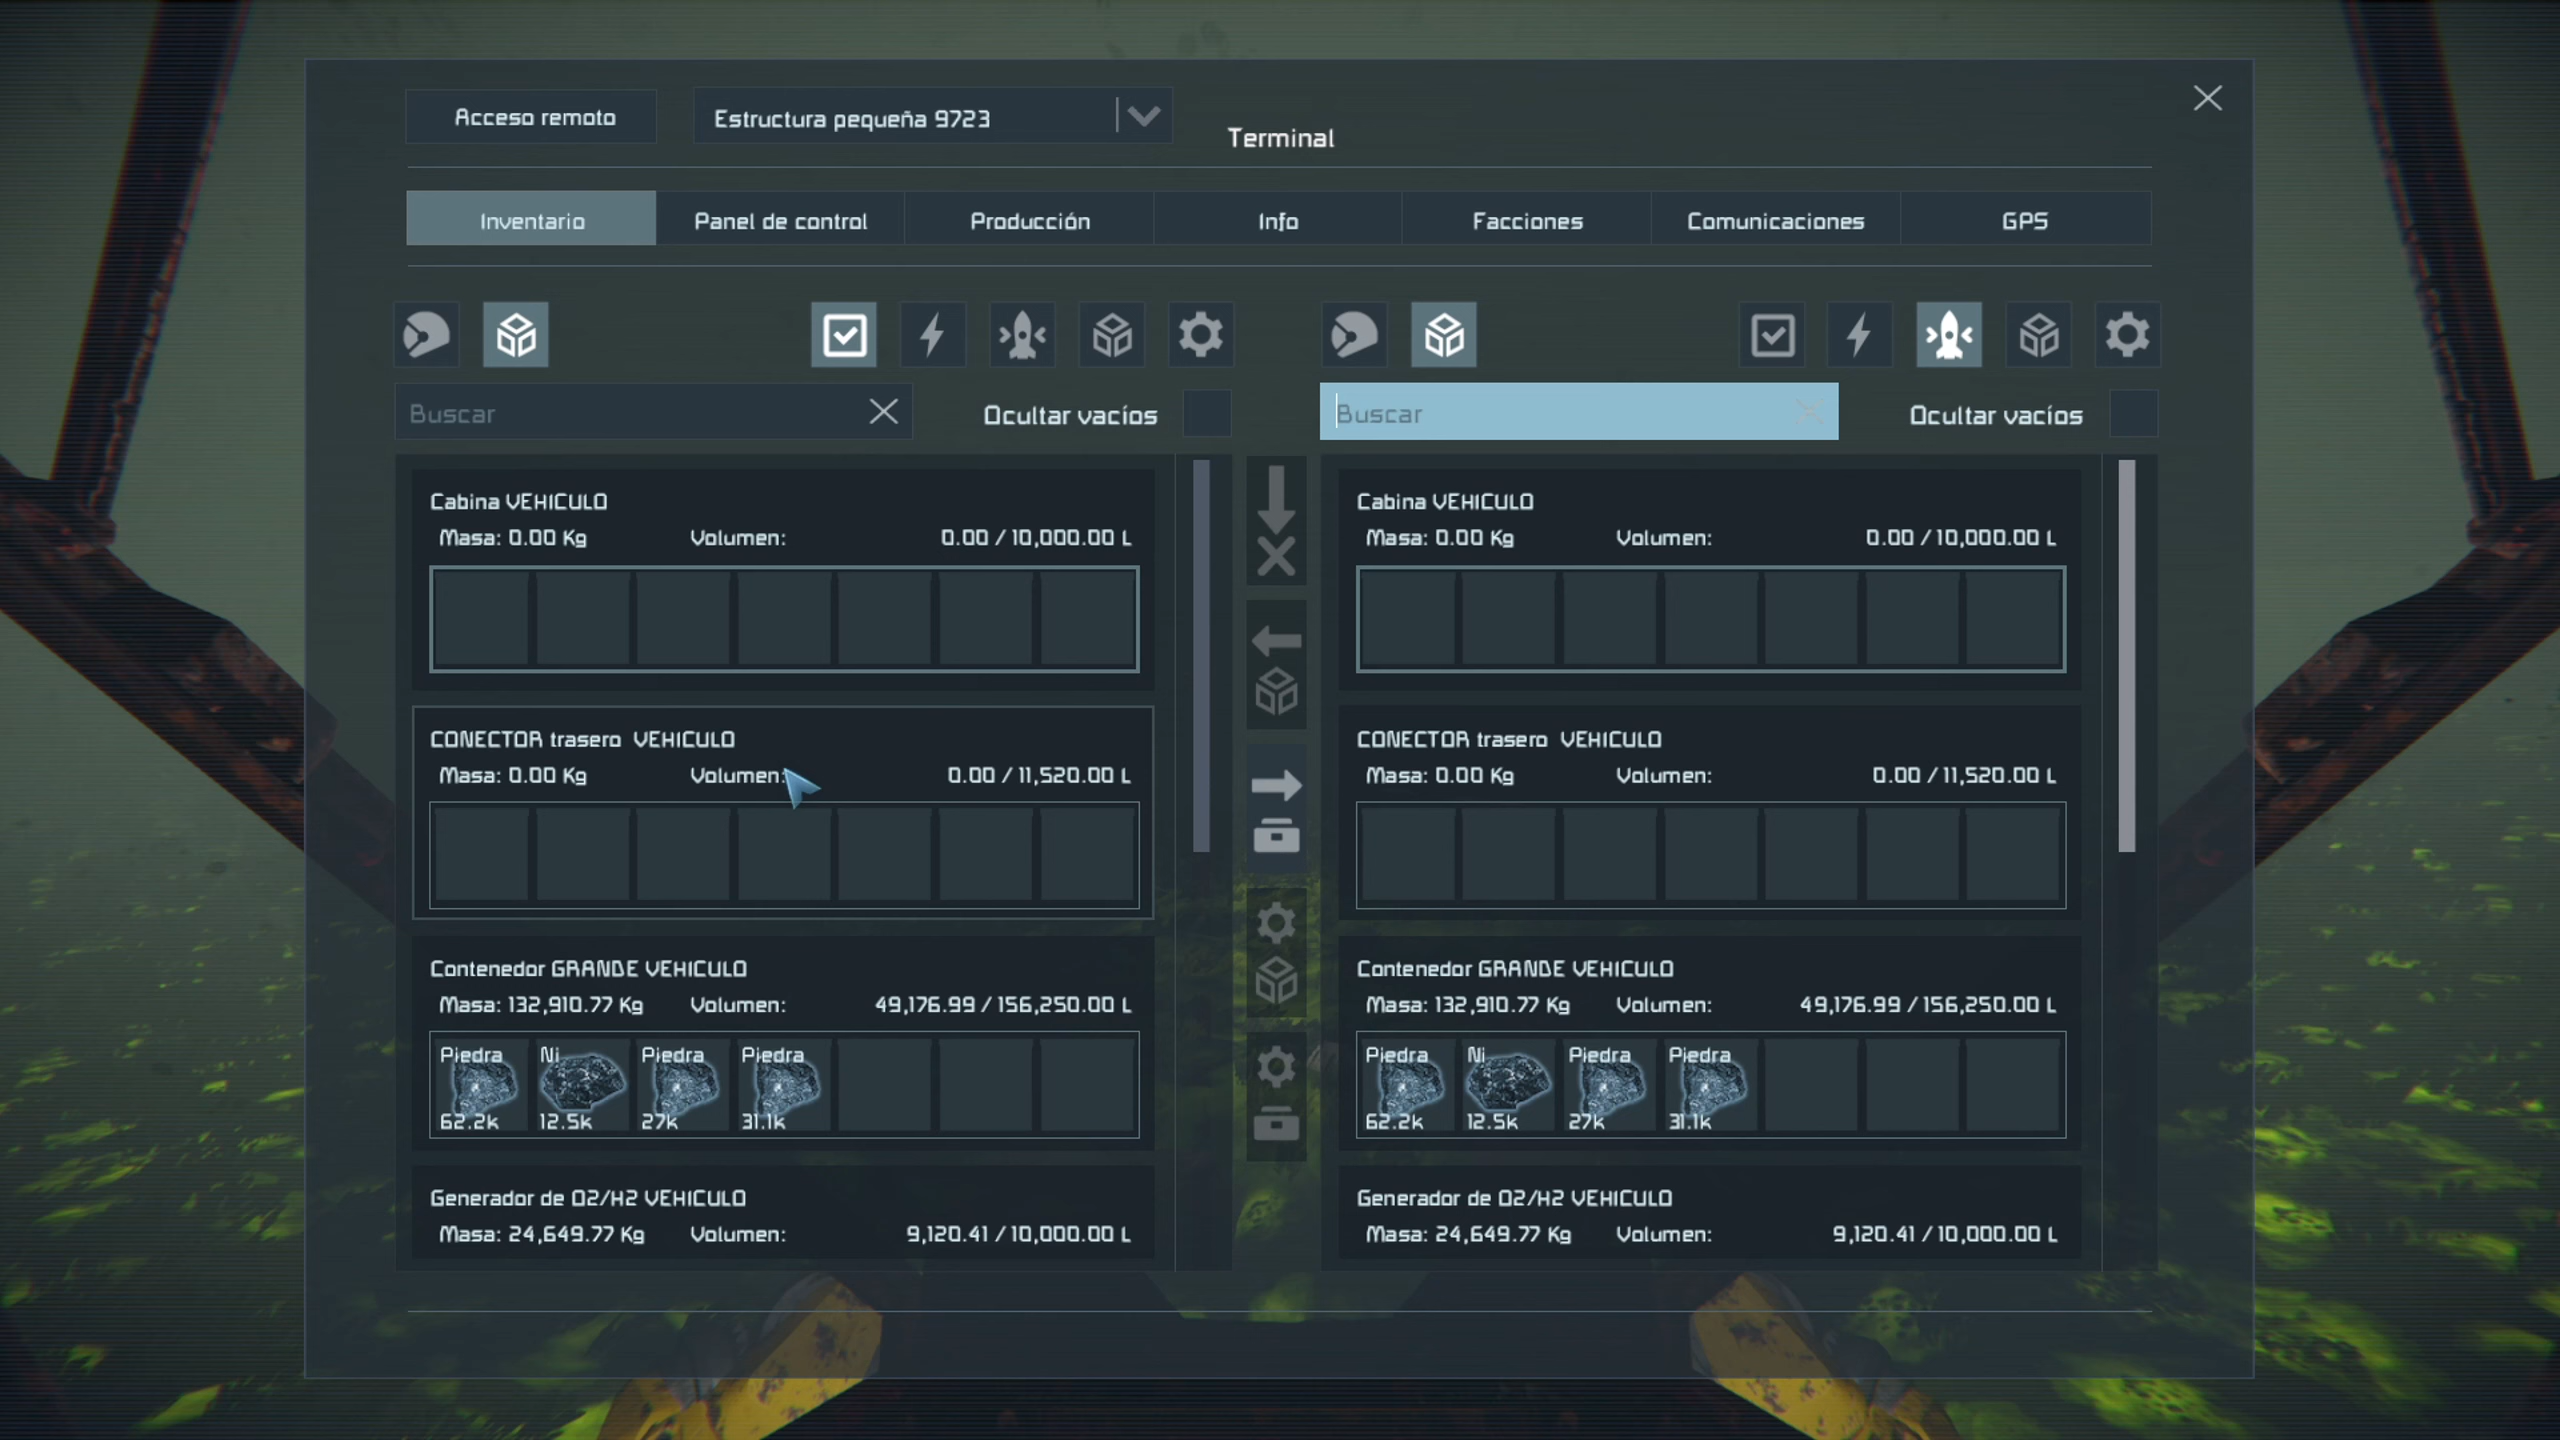 Acceso remoto
Estructura pequeña 9723
Terminal
Inventario
Panel de control
Producción
Info
Facciones
Comunicaciones
GPS
Buscar
Ocultar vacíos
Buscar
Ocultar vacíos
Cabina VEHICULO
Masa: 0.00 Kg Volumen: 0.00 / 10,000.00 L
CONECTOR trasero VEHICULO
Masa: 0.00 Kg Volumen: 0.00 / 11,520.00 L
Contenedor GRANDE VEHICULO
Masa: 132,910.77 Kg Volumen: 49,176.99 / 156,250.00 L
Piedra Ni Piedra Piedra
62.2k 12.5k 27k 31.1k
Generador de O2/H2 VEHICULO
Masa: 24,649.77 Kg Volumen: 9,120.41 / 10,000.00 L
Cabina VEHICULO
Masa: 0.00 Kg Volumen: 0.00 / 10,000.00 L
CONECTOR trasero VEHICULO
Masa: 0.00 Kg Volumen: 0.00 / 11,520.00 L
Contenedor GRANDE VEHICULO
Masa: 132,910.77 Kg Volumen: 49,176.99 / 156,250.00 L
Piedra Ni Piedra Piedra
62.2k 12.5k 27k 31.1k
Generador de O2/H2 VEHICULO
Masa: 24,649.77 Kg Volumen: 9,120.41 / 10,000.00 L